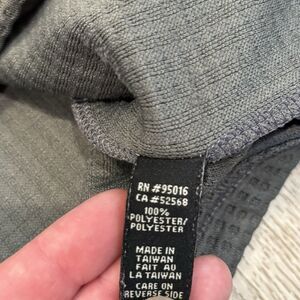 RN #95016
CA #52568
100%
POLYESTER/
POLYESTER
MADE IN
TAIWAN
FAIT AU
LA TAIWAN
CARE ON
REVERSE SIDE